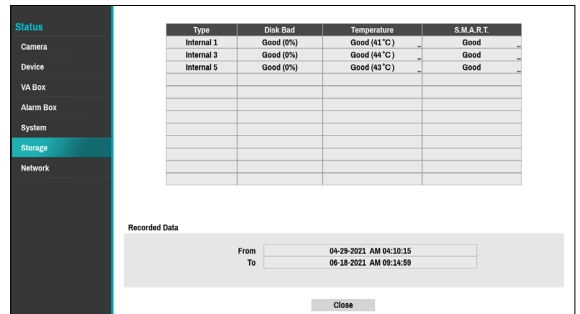 Status
Camera
Device
VA Box
Alarm Box
System
Storage
Network
Type Disk Bad Temperature S.M.A.R.T.
Internal 1 Good (0%) Good (41°C) Good
Internal 3 Good (0%) Good (44°C) Good
Internal 5 Good (0%) Good (43°C) Good
Recorded Data
From 04-29-2021 AM 04:10:15
To 06-18-2021 AM 09:14:59
Close